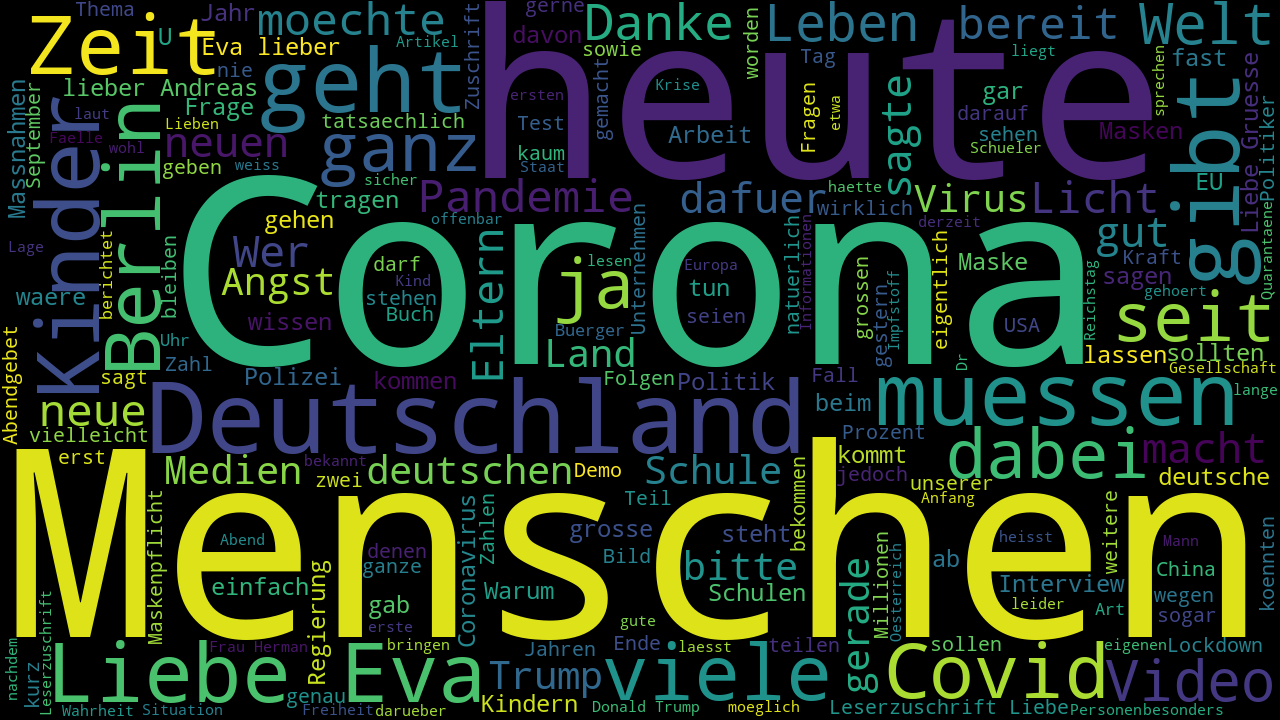 Thema
Jahr
moechte
gerne
davon
Danke
Leben
bereit
Welt
Zeit
U
Eva lieber
Artikel
Zuschrift
sowie
worden
Tag
liegt
fast
sprechen
nie
geht
heute
lieber Andreas
Frage
gemacht
Krise
gar
Massnahmen
September
laut
Lieben
tatsaechlich
ersten
Test
Arbeit
Fragen
etwa
darauf
sagte
sehen
Masken
Schueler
gibt
Liebe Gruesse
Politiker
Faelle
wohl
neuen
ganz
kaum
Staat
Kinder
Berlin
geben
weiss
sicher
tragen
Pandemie
dafuer
haette
wirklich
Virus
Licht
EU
Quarantaene
Lage
berichtet
bleiben
gehen
offenbar
Informationen
natuerlich
derzeit
gut
Kraft
Wer
Angst
darf
Kind
stehen
Buch
Eltern
Corona
ja
lesen
Unternehmen
Europa
tun
seien
grossen
gestern
Impfstoff
eigentlich
Maske
USA
Reichstag
sagen
gehoert
waere
wissen
Buerger
Dr
seit
Abendgebet
Uhr
Zahl
sagt
Polizei
kommen
Land
Folgen
Politik
Fall
lassen
sollten
Gesellschaft
lange
neue
Deutschland
beim
muessen
vielleicht
Prozent
erst
Medien
bekannt
zwei
deutschen
Demo
Schule
kommt
jedoch
unserer
Anfang
dabei
macht
deutsche
Menschen
Maskenpflicht
Abend
denen
ganze
Coronavirus
Zahlen
Teil
grosse
Bild
steht
bekommen
heisst
Mann
weitere
China
koennten
einfach
gab
erste
Warum
bitte
Schulen
Millionen
Oesterreich
ab
Interview
leider
Art
wegen
sogar
Regierung
gute
gerade
nachdem
kurz
Leserzuschrift
Liebe
Frau Herman
bringen
Eva
Jahren
Ende
laesst
teilen
sollen
eigenen
Lockdown
genau
Trump
viele
Covid
Video
Wahrheit
Situation
Freiheit
darueber
Kindern
Donald Trump
moeglich
Leserzuschrift Liebe
Personen
besonders